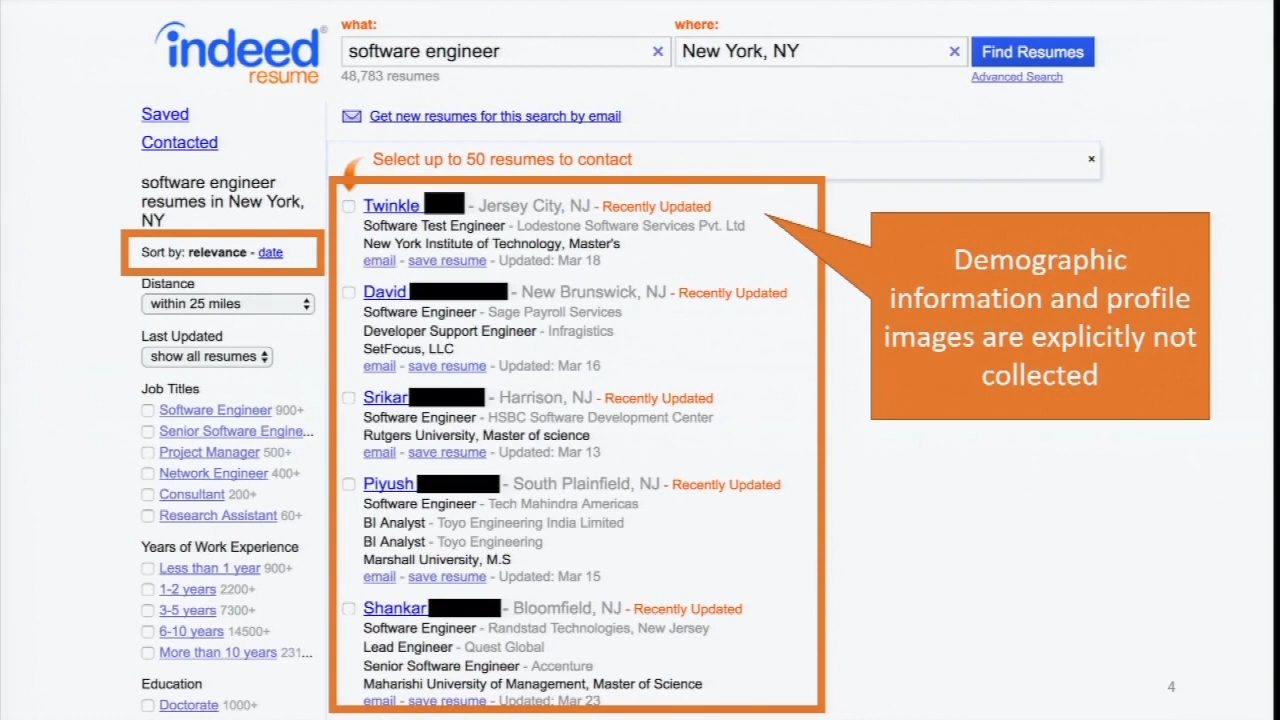 indeed®
resume
what:
software engineer ×
48,783 resumes
where:
New York, NY ×
Find Resumes
Advanced Search
Saved
Contacted
software engineer
resumes in New York,
NY
Sort by: relevance - date
Distance
within 25 miles
Last Updated
show all resumes
Job Titles
Software Engineer 900+
Senior Software Engine...
Project Manager 500+
Network Engineer 400+
Consultant 200+
Research Assistant 60+
Years of Work Experience
Less than 1 year 900+
1-2 years 2200+
3-5 years 7300+
6-10 years 14500+
More than 10 years 231...
Education
Doctorate 1000+
Get new resumes for this search by email
Select up to 50 resumes to contact ×
Twinkle - Jersey City, NJ - Recently Updated
Software Test Engineer - Lodestone Software Services Pvt. Ltd
New York Institute of Technology, Master's
email - save resume - Updated: Mar 18
David - New Brunswick, NJ - Recently Updated
Software Engineer - Sage Payroll Services
Developer Support Engineer - Infragistics
SetFocus, LLC
email - save resume - Updated: Mar 16
Srikar - Harrison, NJ - Recently Updated
Software Engineer - HSBC Software Development Center
Rutgers University, Master of science
email - save resume - Updated: Mar 13
Piyush - South Plainfield, NJ - Recently Updated
Software Engineer - Tech Mahindra Americas
BI Analyst - Toyo Engineering India Limited
BI Analyst - Toyo Engineering
Marshall University, M.S
email - save resume - Updated: Mar 15
Shankar - Bloomfield, NJ - Recently Updated
Software Engineer - Randstad Technologies, New Jersey
Lead Engineer - Quest Global
Senior Software Engineer - Accenture
Maharishi University of Management, Master of Science
email - save resume - Updated: Mar 23
Demographic
information and profile
images are explicitly not
collected
4